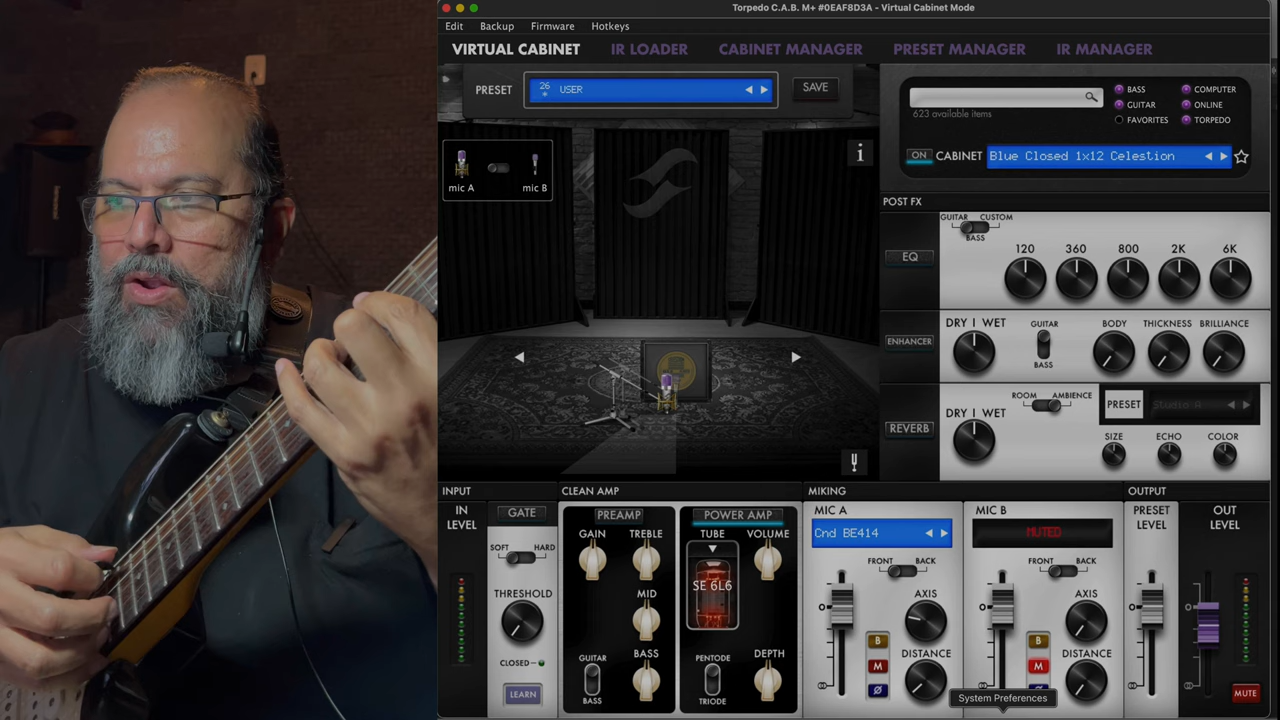 Torpedo C.A.B. M+ #0EAF8D3A - Virtual Cabinet Mode
Edit Backup Firmware Hotkeys
VIRTUAL CABINET IR LOADER CABINET MANAGER PRESET MANAGER IR MANAGER
PRESET 26 * USER SAVE
mic A mic B
i
623 available items
BASS COMPUTER
GUITAR ONLINE
FAVORITES TORPEDO
ON CABINET Blue Closed 1x12 Celestion
POST FX
EQ
GUITAR CUSTOM
BASS
120 360 800 2K 6K
ENHANCER
DRY | WET
GUITAR
BASS
BODY THICKNESS BRILLIANCE
REVERB
DRY | WET
ROOM AMBIENCE
PRESET Studio A
SIZE ECHO COLOR
INPUT
IN LEVEL
GATE
SOFT HARD
THRESHOLD
CLOSED
LEARN
CLEAN AMP
PREAMP
GAIN TREBLE
MID
BASS
GUITAR
BASS
POWER AMP
TUBE VOLUME
SE 6L6
PENTODE
TRIODE
DEPTH
MIKING
MIC A
Cnd BE414
FRONT BACK
0
AXIS
B
M
Ø
DISTANCE
MIC B
MUTED
FRONT BACK
0
AXIS
B
M
DISTANCE
System Preferences
OUTPUT
PRESET LEVEL
0
OUT LEVEL
0
MUTE